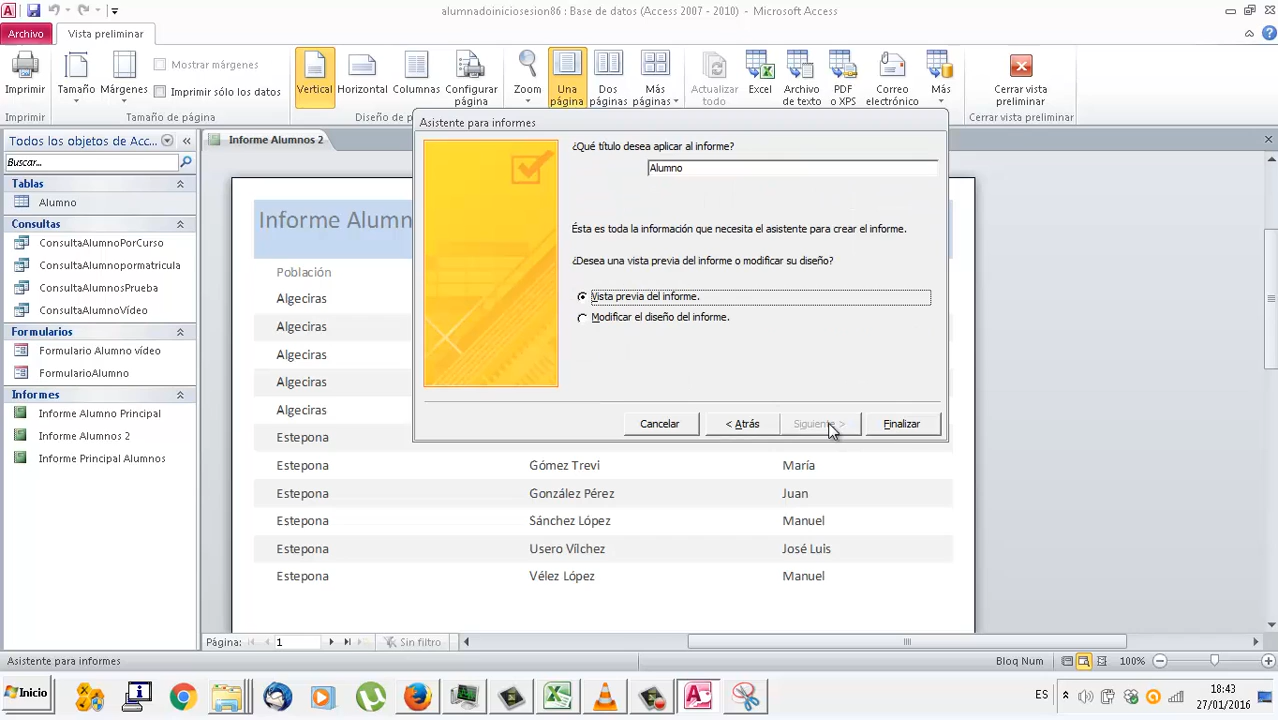 alumnadoiniciosesion86 : Base de datos (Access 2007 - 2010) - Microsoft Access
Archivo
Vista preliminar
Imprimir
Tamaño
Márgenes
Mostrar márgenes
Imprimir sólo los datos
Vertical
Horizontal
Columnas
Configurar página
Zoom
Una página
Dos páginas
Más páginas
Actualizar todo
Excel
Archivo de texto
PDF o XPS
Correo electrónico
Más
Cerrar vista preliminar
Imprimir
Tamaño de página
Diseño de p
Cerrar vista preliminar
Todos los objetos de Acc...
Buscar...
Tablas
Alumno
Consultas
ConsultaAlumnoPorCurso
ConsultaAlumnopormatricula
ConsultaAlumnosPrueba
ConsultaAlumnoVídeo
Formularios
Formulario Alumno vídeo
FormularioAlumno
Informes
Informe Alumno Principal
Informe Alumnos 2
Informe Principal Alumnos
Informe Alumnos 2
Informe Alumn
Población
Algeciras
Algeciras
Algeciras
Algeciras
Algeciras
Estepona
Estepona Gómez Trevi María
Estepona González Pérez Juan
Estepona Sánchez López Manuel
Estepona Usero Vílchez José Luis
Estepona Vélez López Manuel
Asistente para informes
¿Qué título desea aplicar al informe?
Alumno
Ésta es toda la información que necesita el asistente para crear el informe.
¿Desea una vista previa del informe o modificar su diseño?
Vista previa del informe.
Modificar el diseño del informe.
Cancelar
< Atrás
Siguiente >
Finalizar
Página: 1
Sin filtro
Asistente para informes
Bloq Num
100%
Inicio
ES
18:43
27/01/2016